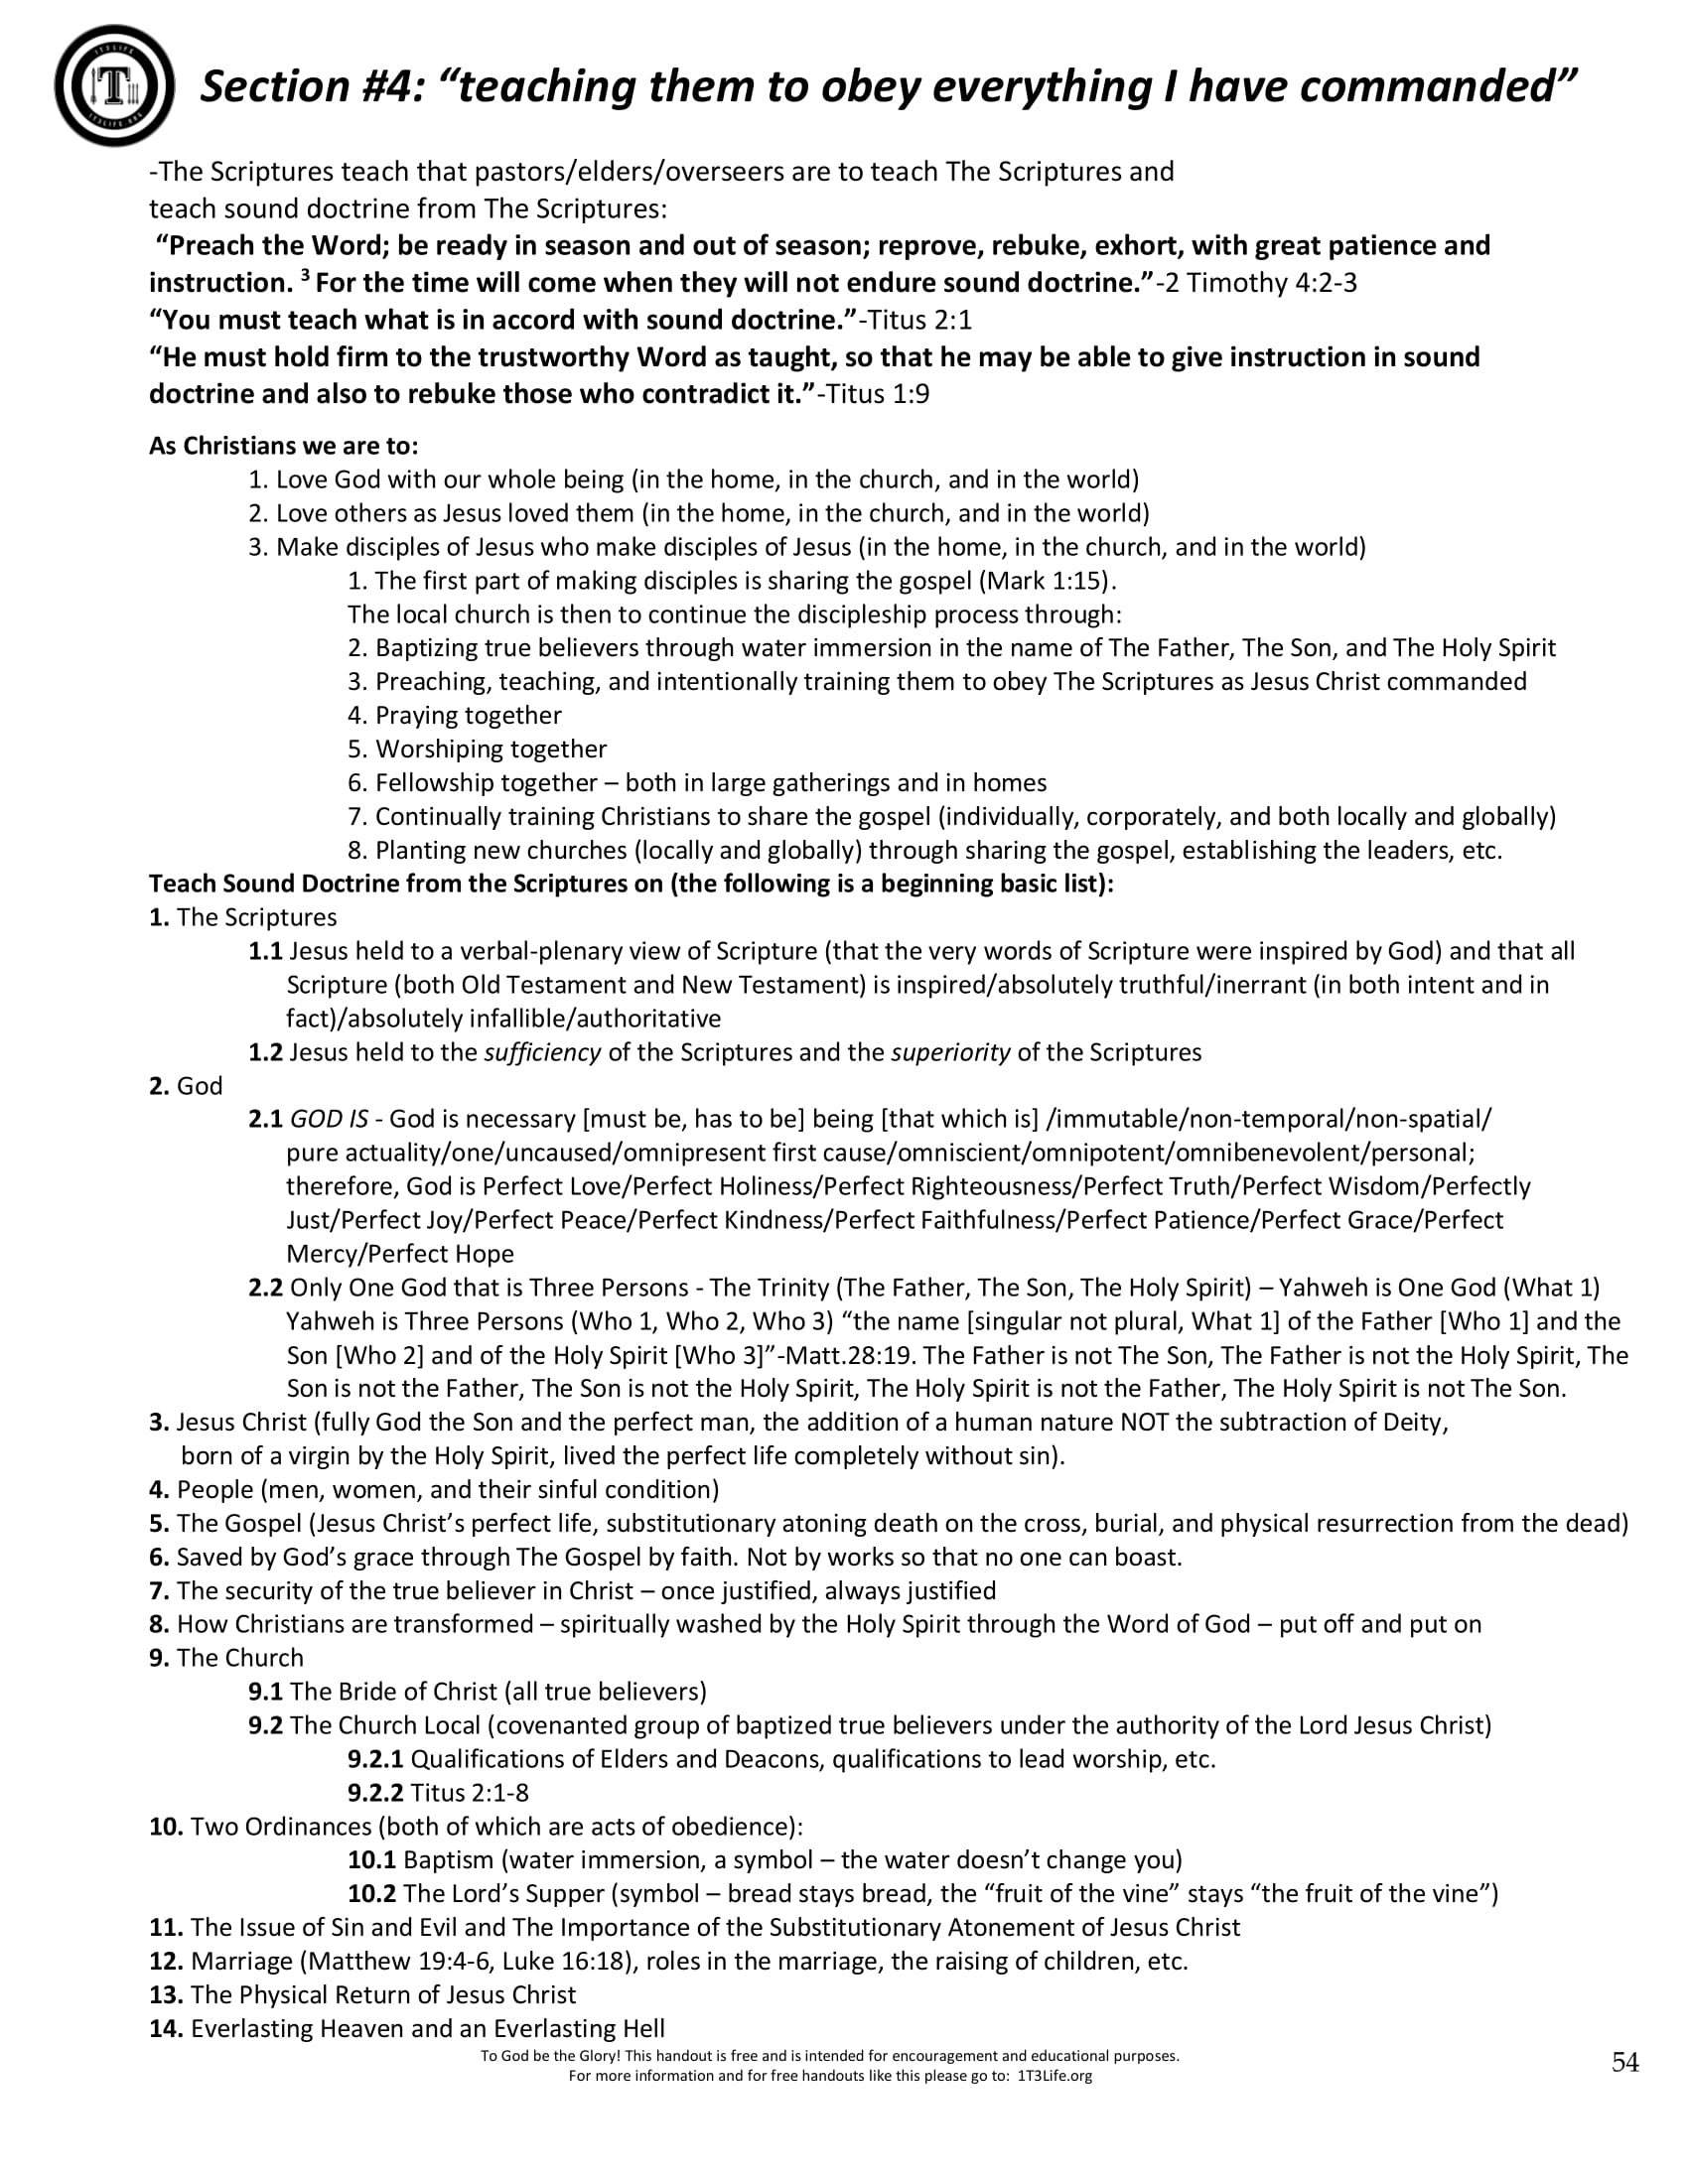 1T3LIFE
T
1T3LIFE.ORG
Section #4: “teaching them to obey everything I have commanded”
-The Scriptures teach that pastors/elders/overseers are to teach The Scriptures and
teach sound doctrine from The Scriptures:
“Preach the Word; be ready in season and out of season; reprove, rebuke, exhort, with great patience and
instruction. ³ For the time will come when they will not endure sound doctrine.”-2 Timothy 4:2-3
“You must teach what is in accord with sound doctrine.”-Titus 2:1
“He must hold firm to the trustworthy Word as taught, so that he may be able to give instruction in sound
doctrine and also to rebuke those who contradict it.”-Titus 1:9
As Christians we are to:
1. Love God with our whole being (in the home, in the church, and in the world)
2. Love others as Jesus loved them (in the home, in the church, and in the world)
3. Make disciples of Jesus who make disciples of Jesus (in the home, in the church, and in the world)
1. The first part of making disciples is sharing the gospel (Mark 1:15).
The local church is then to continue the discipleship process through:
2. Baptizing true believers through water immersion in the name of The Father, The Son, and The Holy Spirit
3. Preaching, teaching, and intentionally training them to obey The Scriptures as Jesus Christ commanded
4. Praying together
5. Worshiping together
6. Fellowship together – both in large gatherings and in homes
7. Continually training Christians to share the gospel (individually, corporately, and both locally and globally)
8. Planting new churches (locally and globally) through sharing the gospel, establishing the leaders, etc.
Teach Sound Doctrine from the Scriptures on (the following is a beginning basic list):
1. The Scriptures
1.1 Jesus held to a verbal-plenary view of Scripture (that the very words of Scripture were inspired by God) and that all
Scripture (both Old Testament and New Testament) is inspired/absolutely truthful/inerrant (in both intent and in
fact)/absolutely infallible/authoritative
1.2 Jesus held to the sufficiency of the Scriptures and the superiority of the Scriptures
2. God
2.1 GOD IS - God is necessary [must be, has to be] being [that which is] /immutable/non-temporal/non-spatial/
pure actuality/one/uncaused/omnipresent first cause/omniscient/omnipotent/omnibenevolent/personal;
therefore, God is Perfect Love/Perfect Holiness/Perfect Righteousness/Perfect Truth/Perfect Wisdom/Perfectly
Just/Perfect Joy/Perfect Peace/Perfect Kindness/Perfect Faithfulness/Perfect Patience/Perfect Grace/Perfect
Mercy/Perfect Hope
2.2 Only One God that is Three Persons - The Trinity (The Father, The Son, The Holy Spirit) – Yahweh is One God (What 1)
Yahweh is Three Persons (Who 1, Who 2, Who 3) “the name [singular not plural, What 1] of the Father [Who 1] and the
Son [Who 2] and of the Holy Spirit [Who 3]”-Matt.28:19. The Father is not The Son, The Father is not the Holy Spirit, The
Son is not the Father, The Son is not the Holy Spirit, The Holy Spirit is not the Father, The Holy Spirit is not The Son.
3. Jesus Christ (fully God the Son and the perfect man, the addition of a human nature NOT the subtraction of Deity,
born of a virgin by the Holy Spirit, lived the perfect life completely without sin).
4. People (men, women, and their sinful condition)
5. The Gospel (Jesus Christ’s perfect life, substitutionary atoning death on the cross, burial, and physical resurrection from the dead)
6. Saved by God’s grace through The Gospel by faith. Not by works so that no one can boast.
7. The security of the true believer in Christ – once justified, always justified
8. How Christians are transformed – spiritually washed by the Holy Spirit through the Word of God – put off and put on
9. The Church
9.1 The Bride of Christ (all true believers)
9.2 The Church Local (covenanted group of baptized true believers under the authority of the Lord Jesus Christ)
9.2.1 Qualifications of Elders and Deacons, qualifications to lead worship, etc.
9.2.2 Titus 2:1-8
10. Two Ordinances (both of which are acts of obedience):
10.1 Baptism (water immersion, a symbol – the water doesn’t change you)
10.2 The Lord’s Supper (symbol – bread stays bread, the “fruit of the vine” stays “the fruit of the vine”)
11. The Issue of Sin and Evil and The Importance of the Substitutionary Atonement of Jesus Christ
12. Marriage (Matthew 19:4-6, Luke 16:18), roles in the marriage, the raising of children, etc.
13. The Physical Return of Jesus Christ
14. Everlasting Heaven and an Everlasting Hell
To God be the Glory! This handout is free and is intended for encouragement and educational purposes.
For more information and for free handouts like this please go to: 1T3Life.org
54